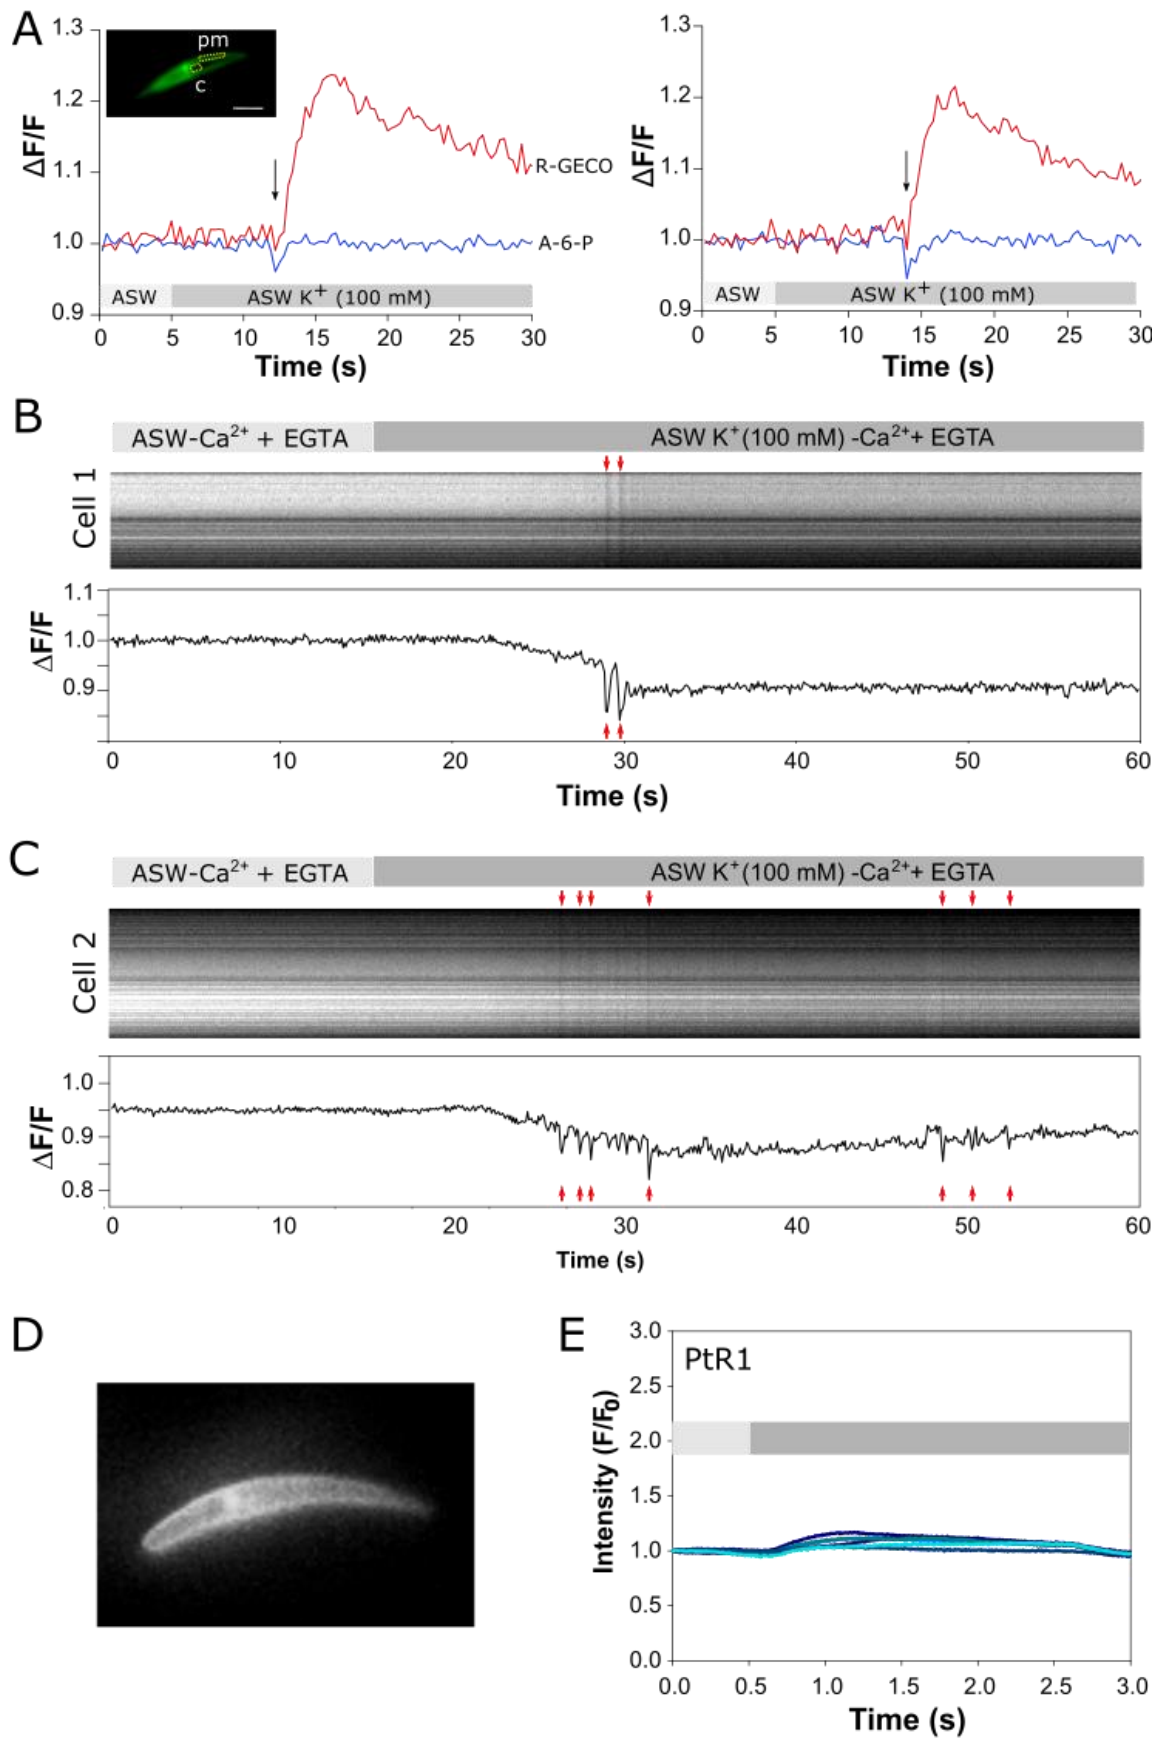 A
1.3
1.2
1.1
1.0
0.9
ΔF/F
pm
c
R-GECO
A-6-P
ASW
ASW K⁺ (100 mM)
0 5 10 15 20 25 30
Time (s)
1.3
1.2
1.1
1.0
0.9
ΔF/F
ASW
ASW K⁺ (100 mM)
0 5 10 15 20 25 30
Time (s)
B
ASW-Ca²⁺ + EGTA
ASW K⁺(100 mM) -Ca²⁺+ EGTA
Cell 1
1.1
1.0
0.9
ΔF/F
0 10 20 30 40 50 60
Time (s)
C
ASW-Ca²⁺ + EGTA
ASW K⁺(100 mM) -Ca²⁺+ EGTA
Cell 2
1.0
0.9
0.8
ΔF/F
0 10 20 30 40 50 60
Time (s)
D
E
PtR1
3.0
2.5
2.0
1.5
1.0
0.5
0.0
Intensity (F/F₀)
0.0 0.5 1.0 1.5 2.0 2.5 3.0
Time (s)